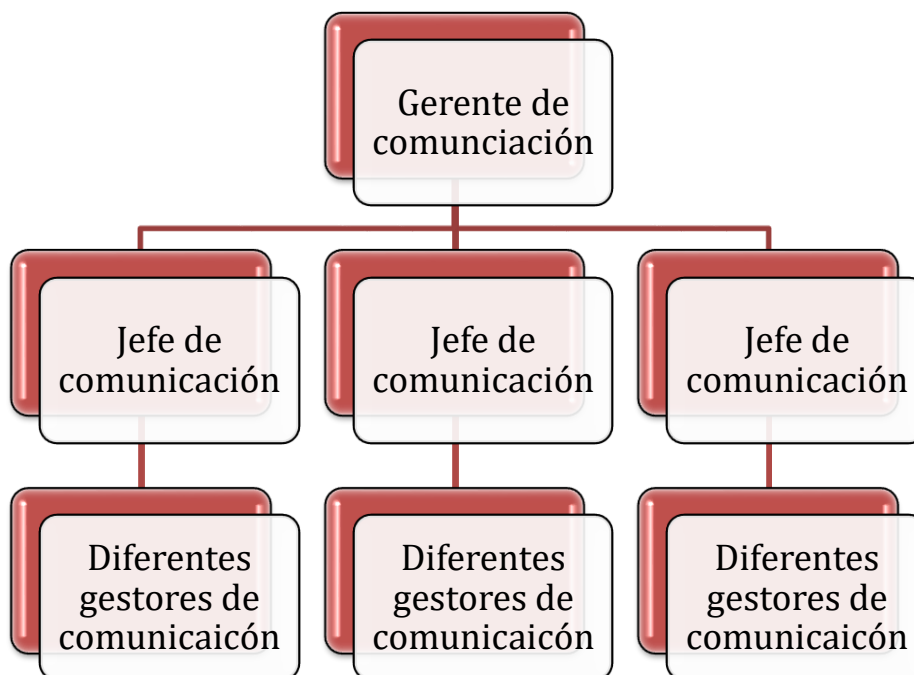 Gerente de
comunciación
Jefe de
comunicación
Jefe de
comunicación
Jefe de
comunicación
Diferentes
gestores de
comunicaicón
Diferentes
gestores de
comunicaicón
Diferentes
gestores de
comunicaicón